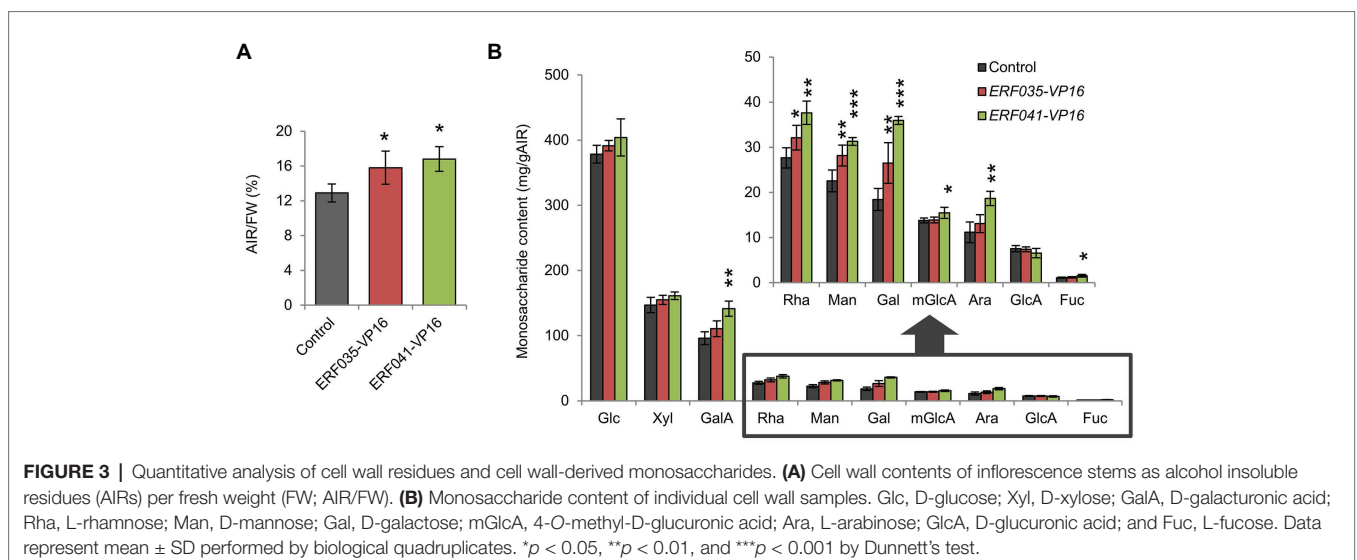 A
B
20
16
12
8
4
0
AIR/FW (%)
*
*
Control
ERF035-VP16
ERF041-VP16
500
400
300
200
100
0
Monosaccharide content (mg/gAIR)
**
Glc Xyl GalA Rha Man Gal mGlcA Ara GlcA Fuc
50
40
30
20
10
0
* ** ** *** ** *** * ** *
Rha Man Gal mGlcA Ara GlcA Fuc
Control
ERF035-VP16
ERF041-VP16
FIGURE 3 | Quantitative analysis of cell wall residues and cell wall-derived monosaccharides. (A) Cell wall contents of inflorescence stems as alcohol insoluble
residues (AIRs) per fresh weight (FW; AIR/FW). (B) Monosaccharide content of individual cell wall samples. Glc, D-glucose; Xyl, D-xylose; GalA, D-galacturonic acid;
Rha, L-rhamnose; Man, D-mannose; Gal, D-galactose; mGlcA, 4-O-methyl-D-glucuronic acid; Ara, L-arabinose; GlcA, D-glucuronic acid; and Fuc, L-fucose. Data
represent mean ± SD performed by biological quadruplicates. *p < 0.05, **p < 0.01, and ***p < 0.001 by Dunnett’s test.